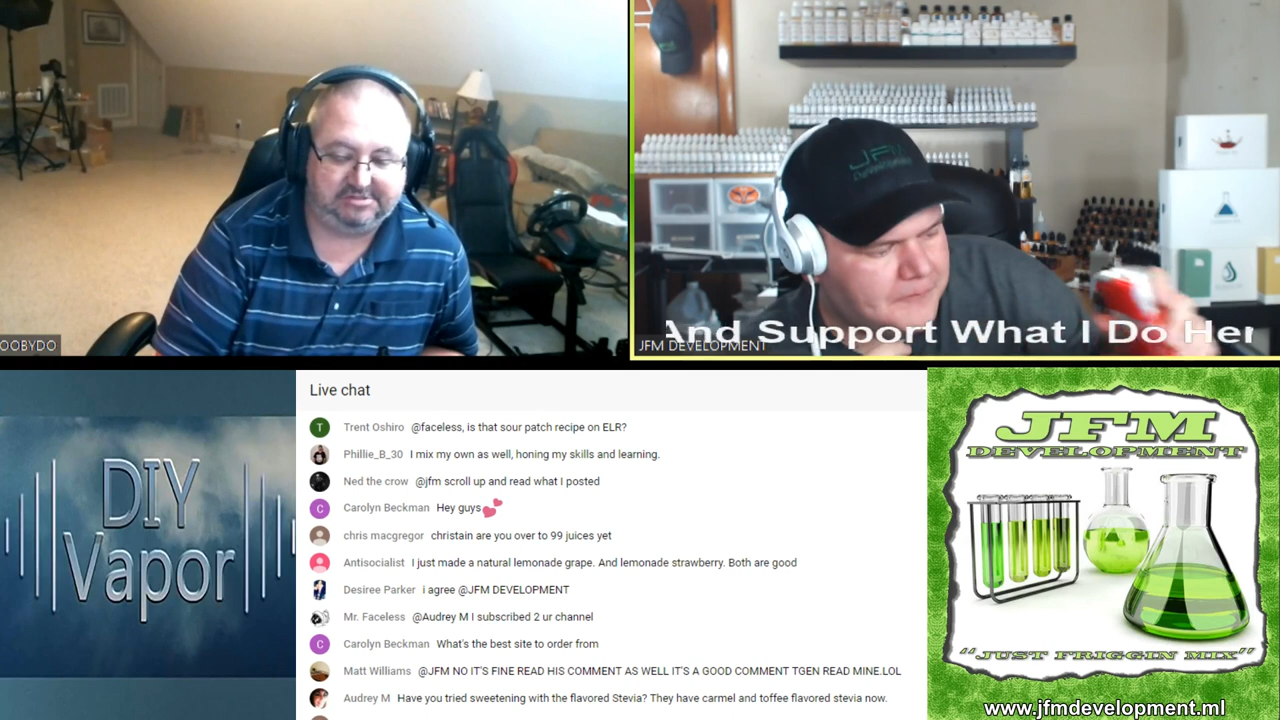 JFM
OOBYDO
And Support What I Do Her
JFM DEVELOPMENT
Live chat
T Trent Oshiro @faceless, is that sour patch recipe on ELR?
Phillie_B_30 I mix my own as well, honing my skills and learning.
Ned the crow @jfm scroll up and read what I posted
C Carolyn Beckman Hey guys💕
chris macgregor christain are you over to 99 juices yet
Antisocialist I just made a natural lemonade grape. And lemonade strawberry. Both are good
Desiree Parker i agree @JFM DEVELOPMENT
Mr. Faceless @Audrey M I subscribed 2 ur channel
C Carolyn Beckman What's the best site to order from
Matt Williams @JFM NO IT'S FINE READ HIS COMMENT AS WELL IT'S A GOOD COMMENT TGEN READ MINE.LOL
Audrey M Have you tried sweetening with the flavored Stevia? They have carmel and toffee flavored stevia now.
DIY
Vapor
JFM
DEVELOPMENT
"JUST FRIGGIN MIX"
www.jfmdevelopment.ml